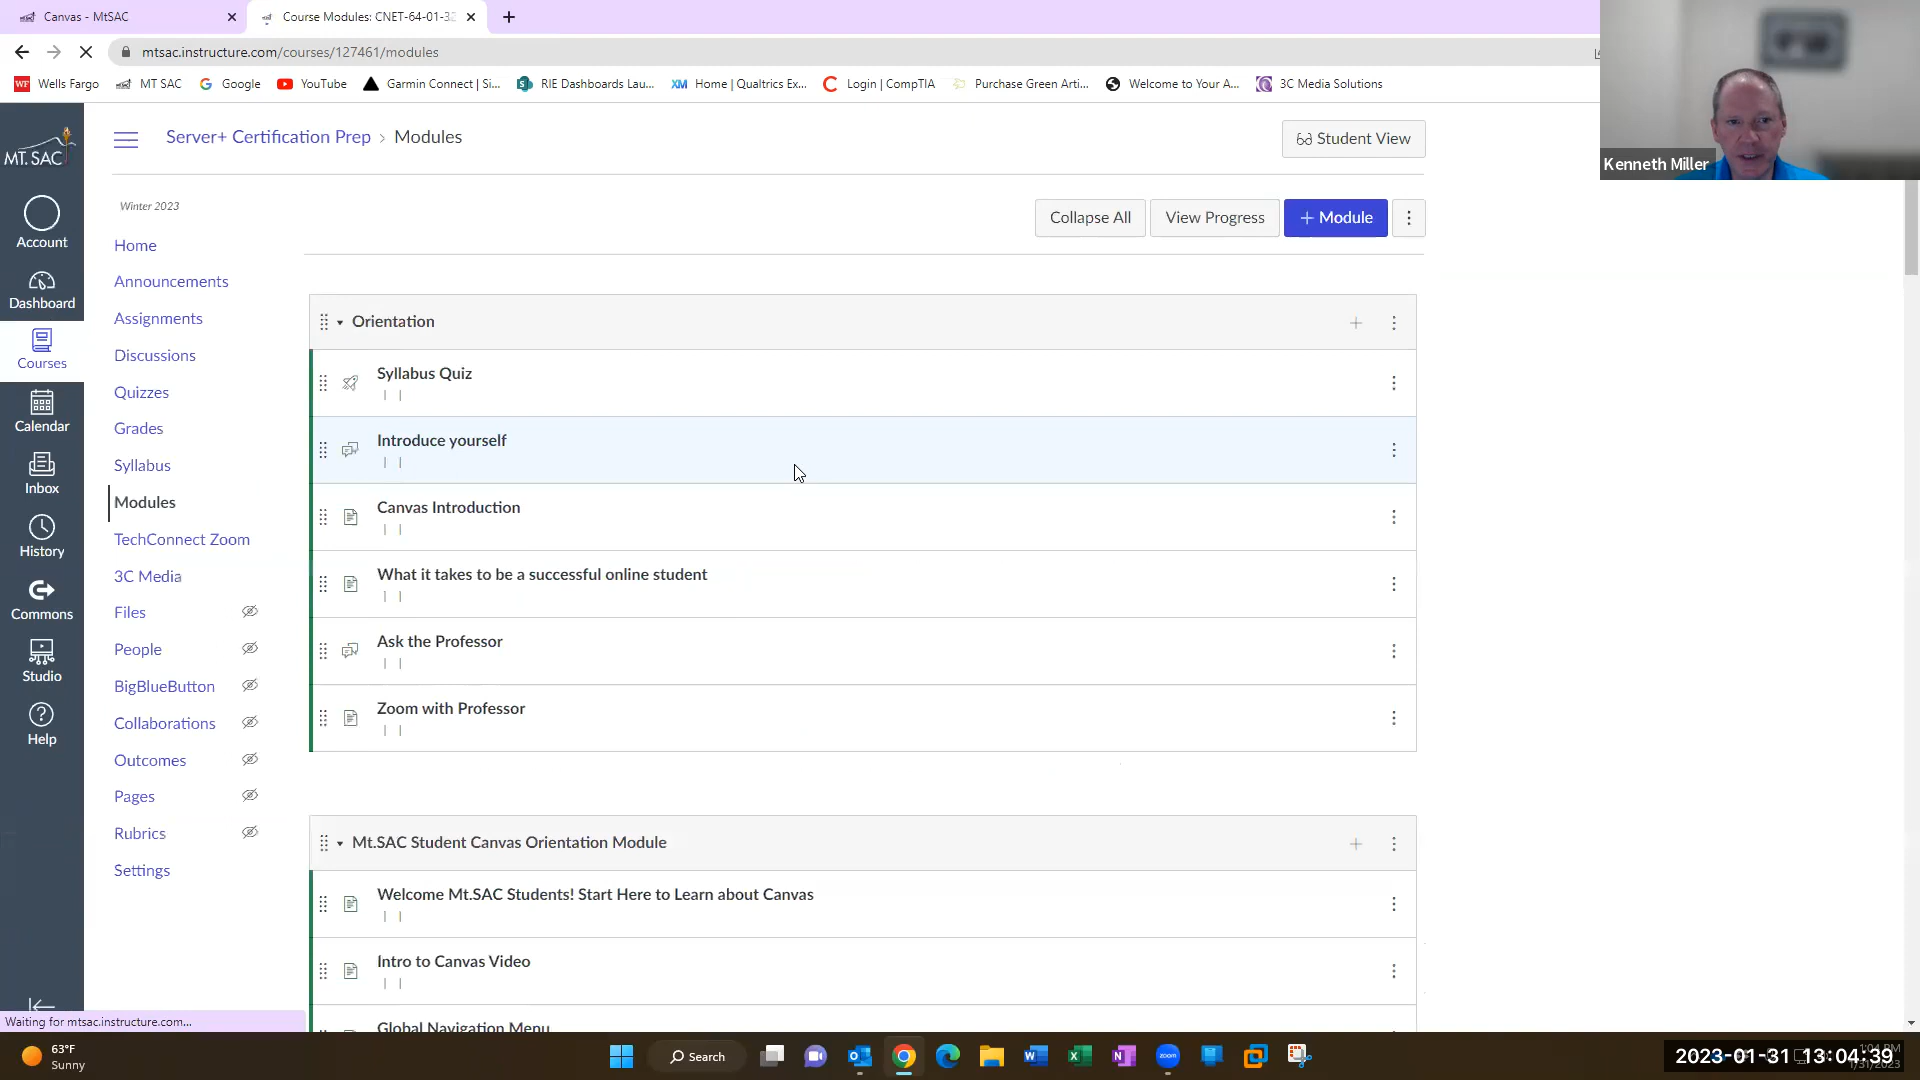 Canvas - MtSAC
Course Modules: CNET-64-01-32
mtsac.instructure.com/courses/127461/modules
Wells Fargo
MT SAC
Google
YouTube
Garmin Connect | Si...
RIE Dashboards Lau...
Home | Qualtrics Ex...
Login | CompTIA
Purchase Green Arti...
Welcome to Your A...
3C Media Solutions
Kenneth Miller
MT. SAC
Account
Dashboard
Courses
Calendar
Inbox
History
Commons
Studio
Help
Server+ Certification Prep > Modules
Student View
Winter 2023
Home
Announcements
Assignments
Discussions
Quizzes
Grades
Syllabus
Modules
TechConnect Zoom
3C Media
Files
People
BigBlueButton
Collaborations
Outcomes
Pages
Rubrics
Settings
Collapse All
View Progress
+ Module
Orientation
Syllabus Quiz
Introduce yourself
Canvas Introduction
What it takes to be a successful online student
Ask the Professor
Zoom with Professor
Mt.SAC Student Canvas Orientation Module
Welcome Mt.SAC Students! Start Here to Learn about Canvas
Intro to Canvas Video
Global Navigation Menu
Waiting for mtsac.instructure.com...
63°F
Sunny
Search
zoom
2023-01-31 13:04:39